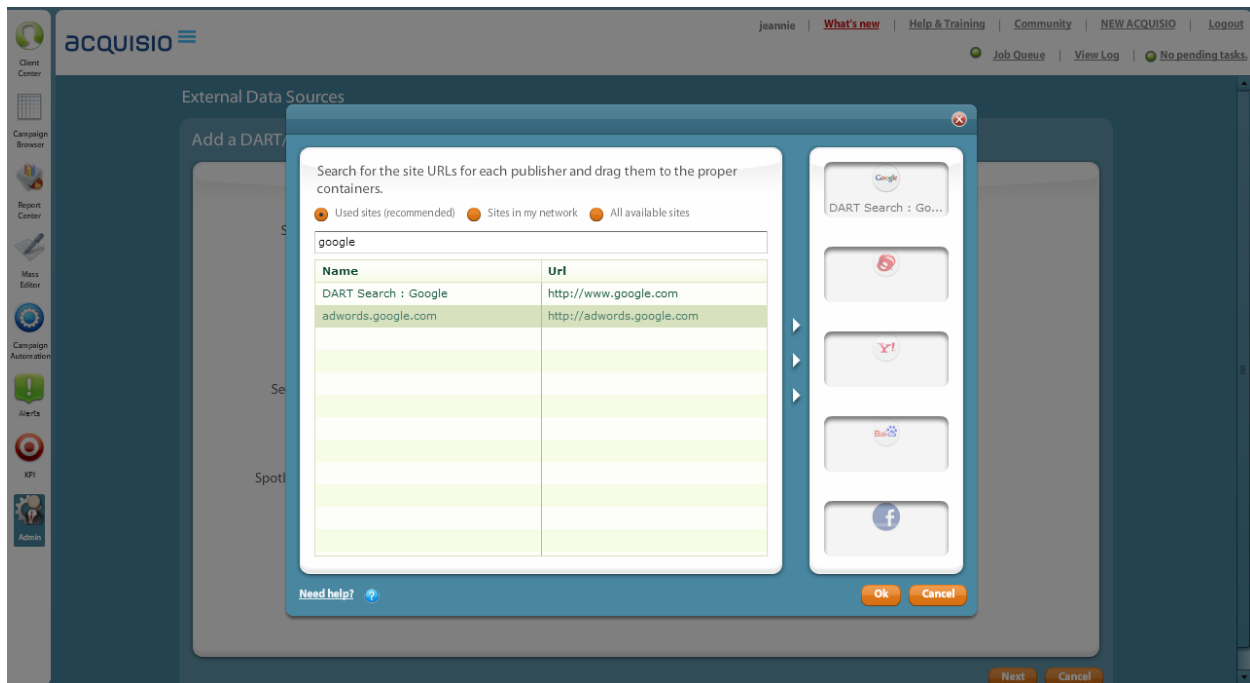 jeannie | What's new | Help & Training | Community | NEW ACQUISIO | Logout
acquisio
Job Queue | View Log | No pending tasks.
Client
Center
Campaign
Browser
Report
Center
Mass
Editor
Campaign
Automation
Alerts
KPI
Admin
External Data Sources
Add a DART/
S
Se
Spotl
Search for the site URLs for each publisher and drag them to the proper
containers.
Used sites (recommended) Sites in my network All available sites
google
Name Url
DART Search : Google http://www.google.com
adwords.google.com http://adwords.google.com
Google
DART Search : Go...
Y!
Bai
f
Need help? ?
Ok Cancel
Next Cancel